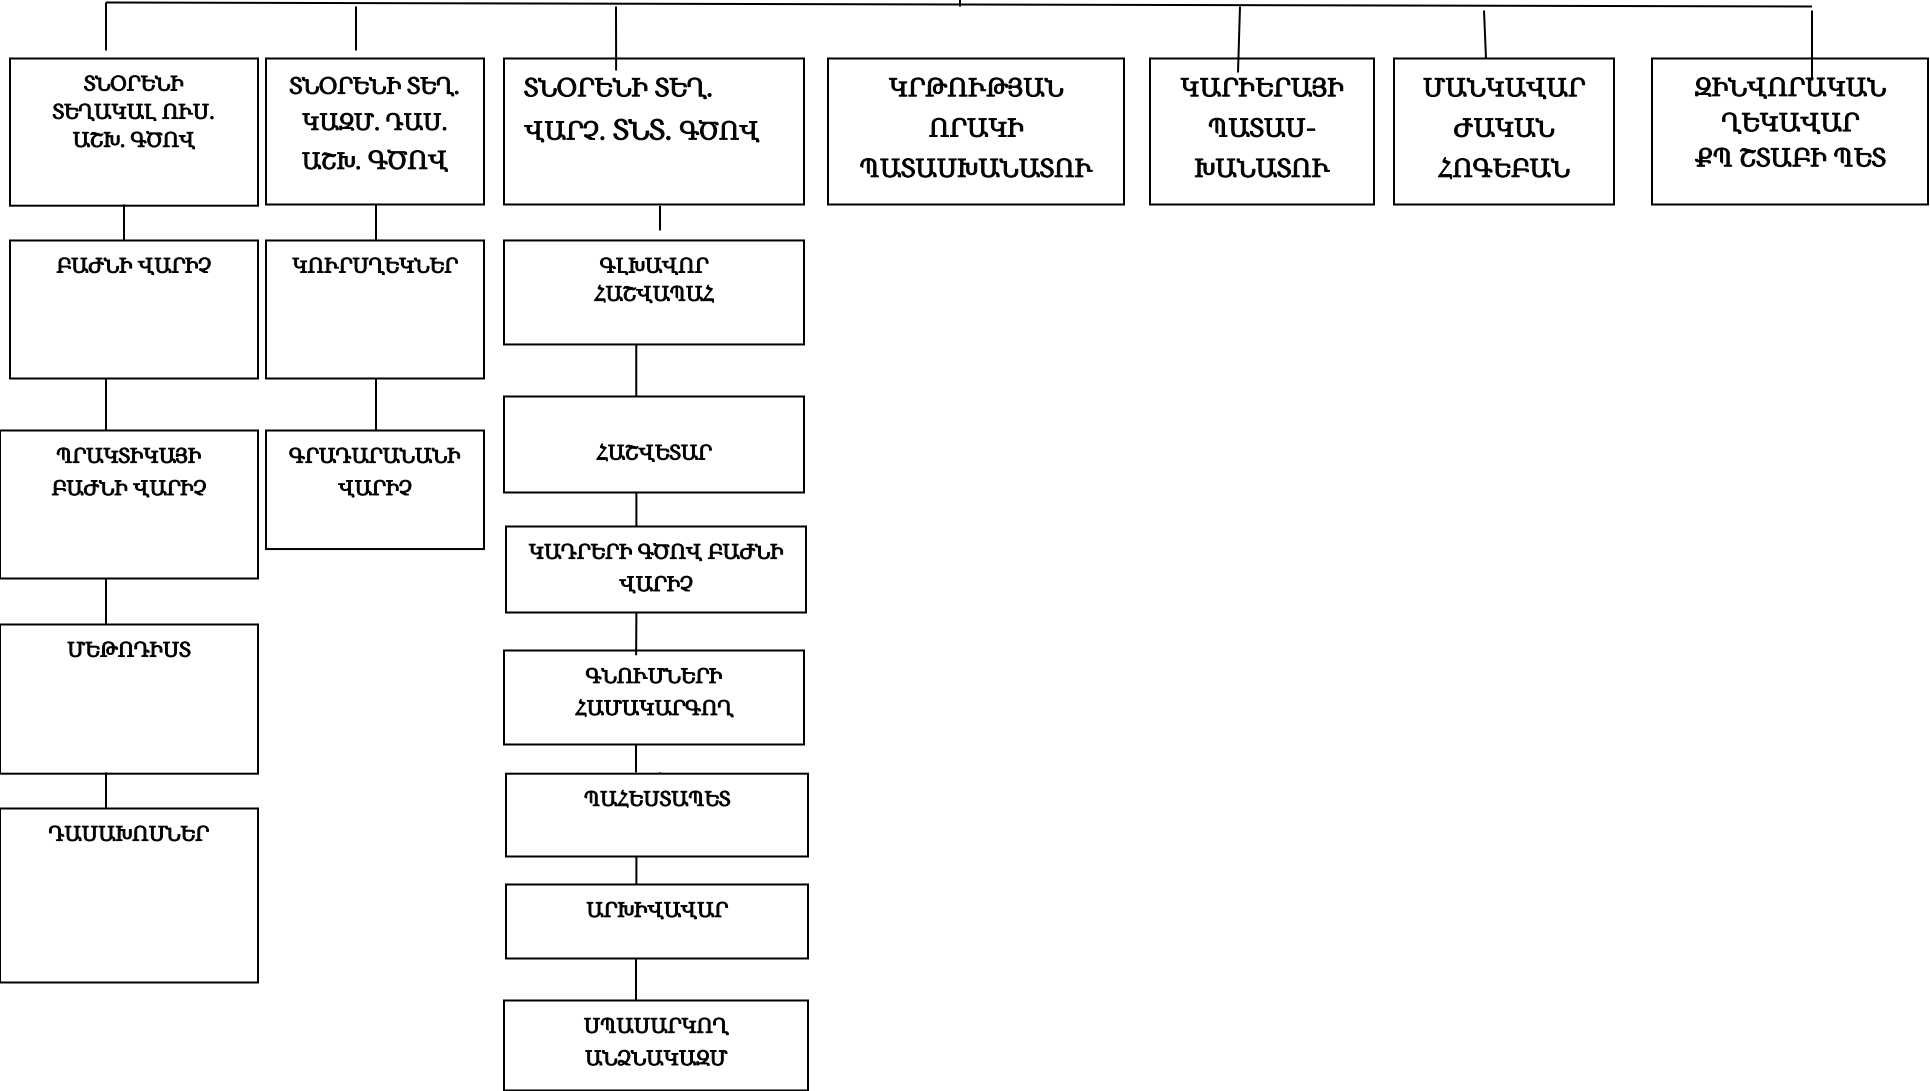 ՏՆՕՐԵՆԻ
ՏԵՂԱԿԱԼ ՈՒՍ.
ԱՇԽ. ԳԾՈՎ
ՏՆՕՐԵՆԻ ՏԵՂ.
ԿԱԶՄ. ԴԱՍ.
ԱՇԽ. ԳԾՈՎ
ՏՆՕՐԵՆԻ ՏԵՂ.
ՎԱՐՉ. ՏՆՏ. ԳԾՈՎ
ԿՐԹՈՒԹՅԱՆ
ՈՐԱԿԻ
ՊԱՏԱՍԽԱՆԱՏՈՒ
ԿԱՐԻԵՐԱՅԻ
ՊԱՏԱՍ-
ԽԱՆԱՏՈՒ
ՄԱՆԿԱՎԱՐ
ԺԱԿԱՆ
ՀՈԳԵԲԱՆ
ԶԻՆՎՈՐԱԿԱՆ
ՂԵԿԱՎԱՐ
ՔՊ ՇՏԱԲԻ ՊԵՏ
ԲԱԺՆԻ ՎԱՐԻՉ
ԿՈՒՐՍՂԵԿՆԵՐ
ԳԼԽԱՎՈՐ
ՀԱՇՎԱՊԱՀ
ՊՐԱԿՏԻԿԱՅԻ
ԲԱԺՆԻ ՎԱՐԻՉ
ԳՐԱԴԱՐԱՆԱՆԻ
ՎԱՐԻՉ
ՀԱՇՎԵՏԱՐ
ԿԱԴՐԵՐԻ ԳԾՈՎ ԲԱԺՆԻ
ՎԱՐԻՉ
ՄԵԹՈԴԻՍՏ
ԳՆՈՒՄՆԵՐԻ
ՀԱՄԱԿԱՐԳՈՂ
ՊԱՀԵՍՏԱՊԵՏ
ԴԱՍԱԽՈՍՆԵՐ
ԱՐԽԻՎԱՎԱՐ
ՍՊԱՍԱՐԿՈՂ
ԱՆՁՆԱԿԱԶՄ